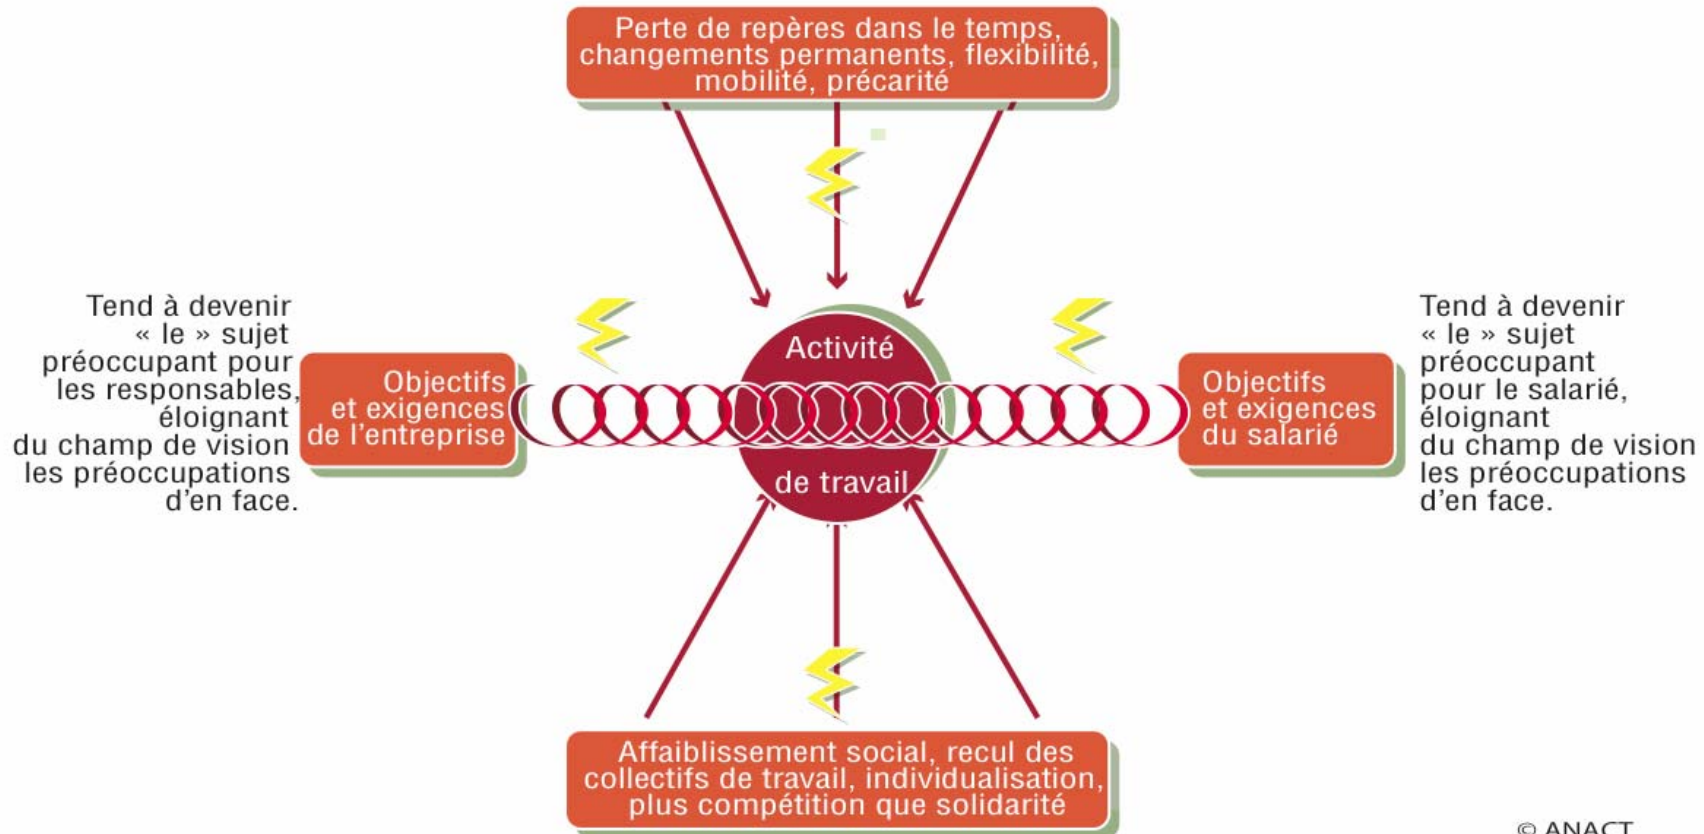 Perte de repères dans le temps,
changements permanents, flexibilité,
mobilité, précarité
Tend à devenir
« le » sujet
préoccupant pour
les responsables,
éloignant
du champ de vision
les préoccupations
d'en face.
Objectifs
et exigences
de l'entreprise
Activité
de travail
Objectifs
et exigences
du salarié
Tend à devenir
« le » sujet
préoccupant
pour le salarié,
éloignant
du champ de vision
les préoccupations
d'en face.
Affaiblissement social, recul des
collectifs de travail, individualisation,
plus compétition que solidarité
© ANACT